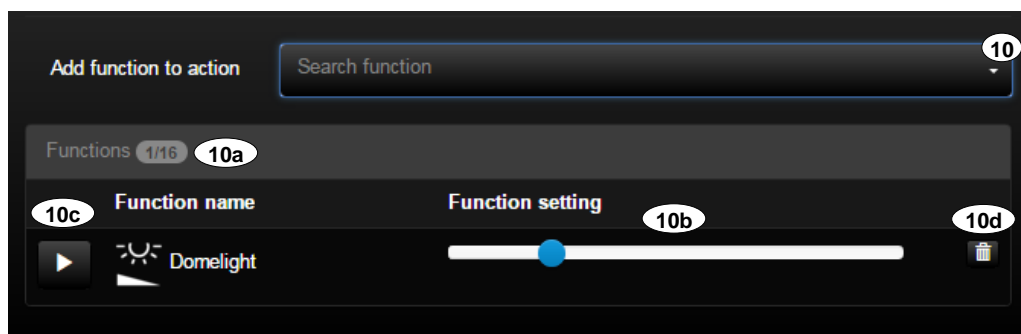 10
Add function to action Search function
Functions 1/16 10a
10c Function name Function setting 10b 10d
Domelight